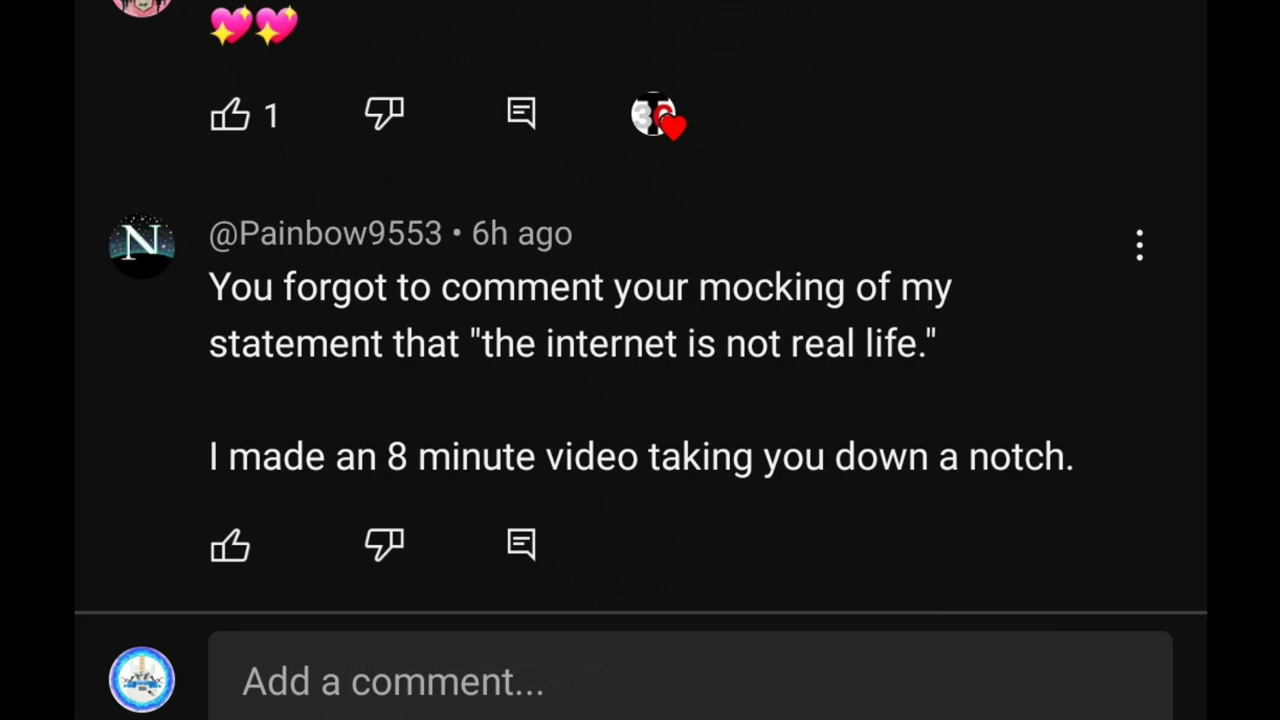 1
@Painbow9553 • 6h ago
N
You forgot to comment your mocking of my
statement that "the internet is not real life."
I made an 8 minute video taking you down a notch.
Add a comment...